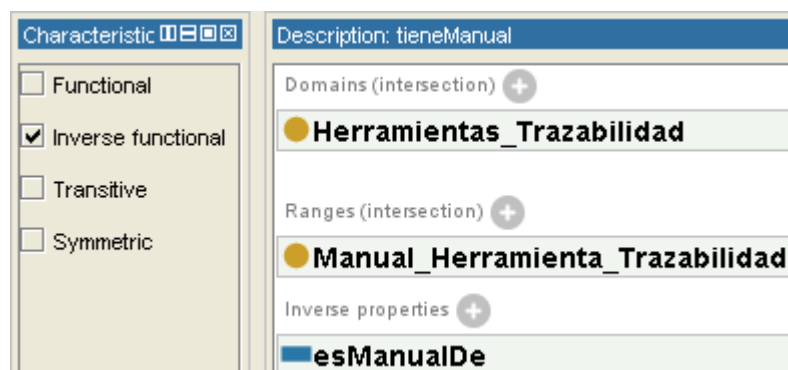 Characteristic
Functional
Inverse functional
Transitive
Symmetric
Description: tieneManual
Domains (intersection)
Herramientas_Trazabilidad
Ranges (intersection)
Manual_Herramienta_Trazabilidad
Inverse properties
esManualDe